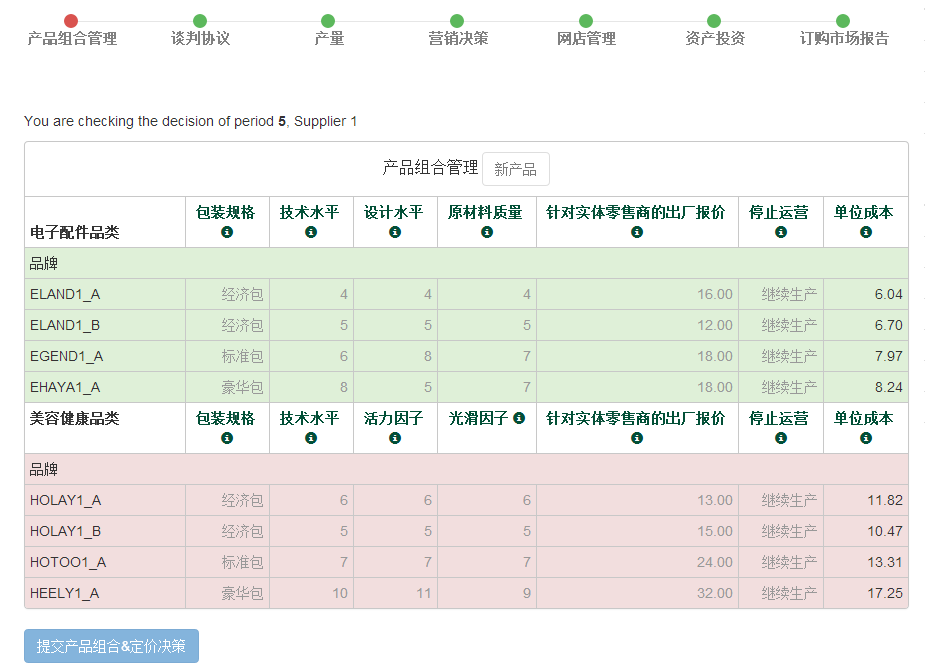 产品组合管理 谈判协议 产量 营销决策 网店管理 资产投资 订购市场报告
You are checking the decision of period 5, Supplier 1
产品组合管理 新产品
电子配件品类 包装规格 技术水平 设计水平 原材料质量 针对实体零售商的出厂报价 停止运营 单位成本
品牌
ELAND1_A 经济包 4 4 4 16.00 继续生产 6.04
ELAND1_B 经济包 5 5 5 12.00 继续生产 6.70
EGEND1_A 标准包 6 8 7 18.00 继续生产 7.97
EHAYA1_A 豪华包 8 5 7 18.00 继续生产 8.24
美容健康品类 包装规格 技术水平 活力因子 光滑因子 针对实体零售商的出厂报价 停止运营 单位成本
品牌
HOLAY1_A 经济包 6 6 6 13.00 继续生产 11.82
HOLAY1_B 经济包 5 5 5 15.00 继续生产 10.47
HOTOO1_A 标准包 7 7 7 24.00 继续生产 13.31
HEELY1_A 豪华包 10 11 9 32.00 继续生产 17.25
提交产品组合&定价决策